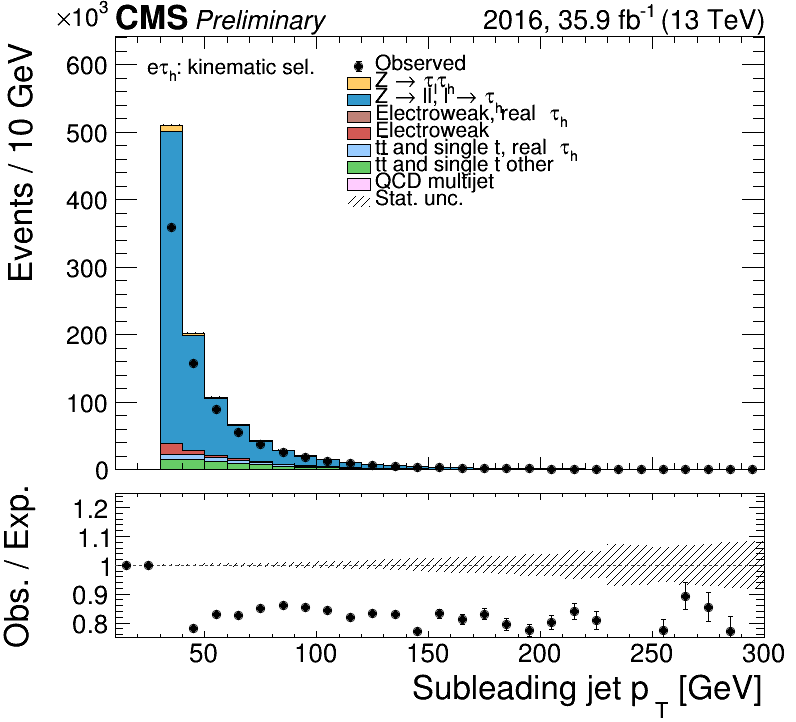 ×10³ CMS Preliminary 2016, 35.9 fb⁻¹ (13 TeV)
eτh: kinematic sel.
Observed
Z → τlτh
Z → ll, l → τh
Electroweak, real τh
Electroweak
tt̄ and single t, real τh
tt̄ and single t other
QCD multijet
Stat. unc.
Events / 10 GeV
600
500
400
300
200
100
0
Obs. / Exp.
1.2
1.1
1
0.9
0.8
50 100 150 200 250 300
Subleading jet pT [GeV]